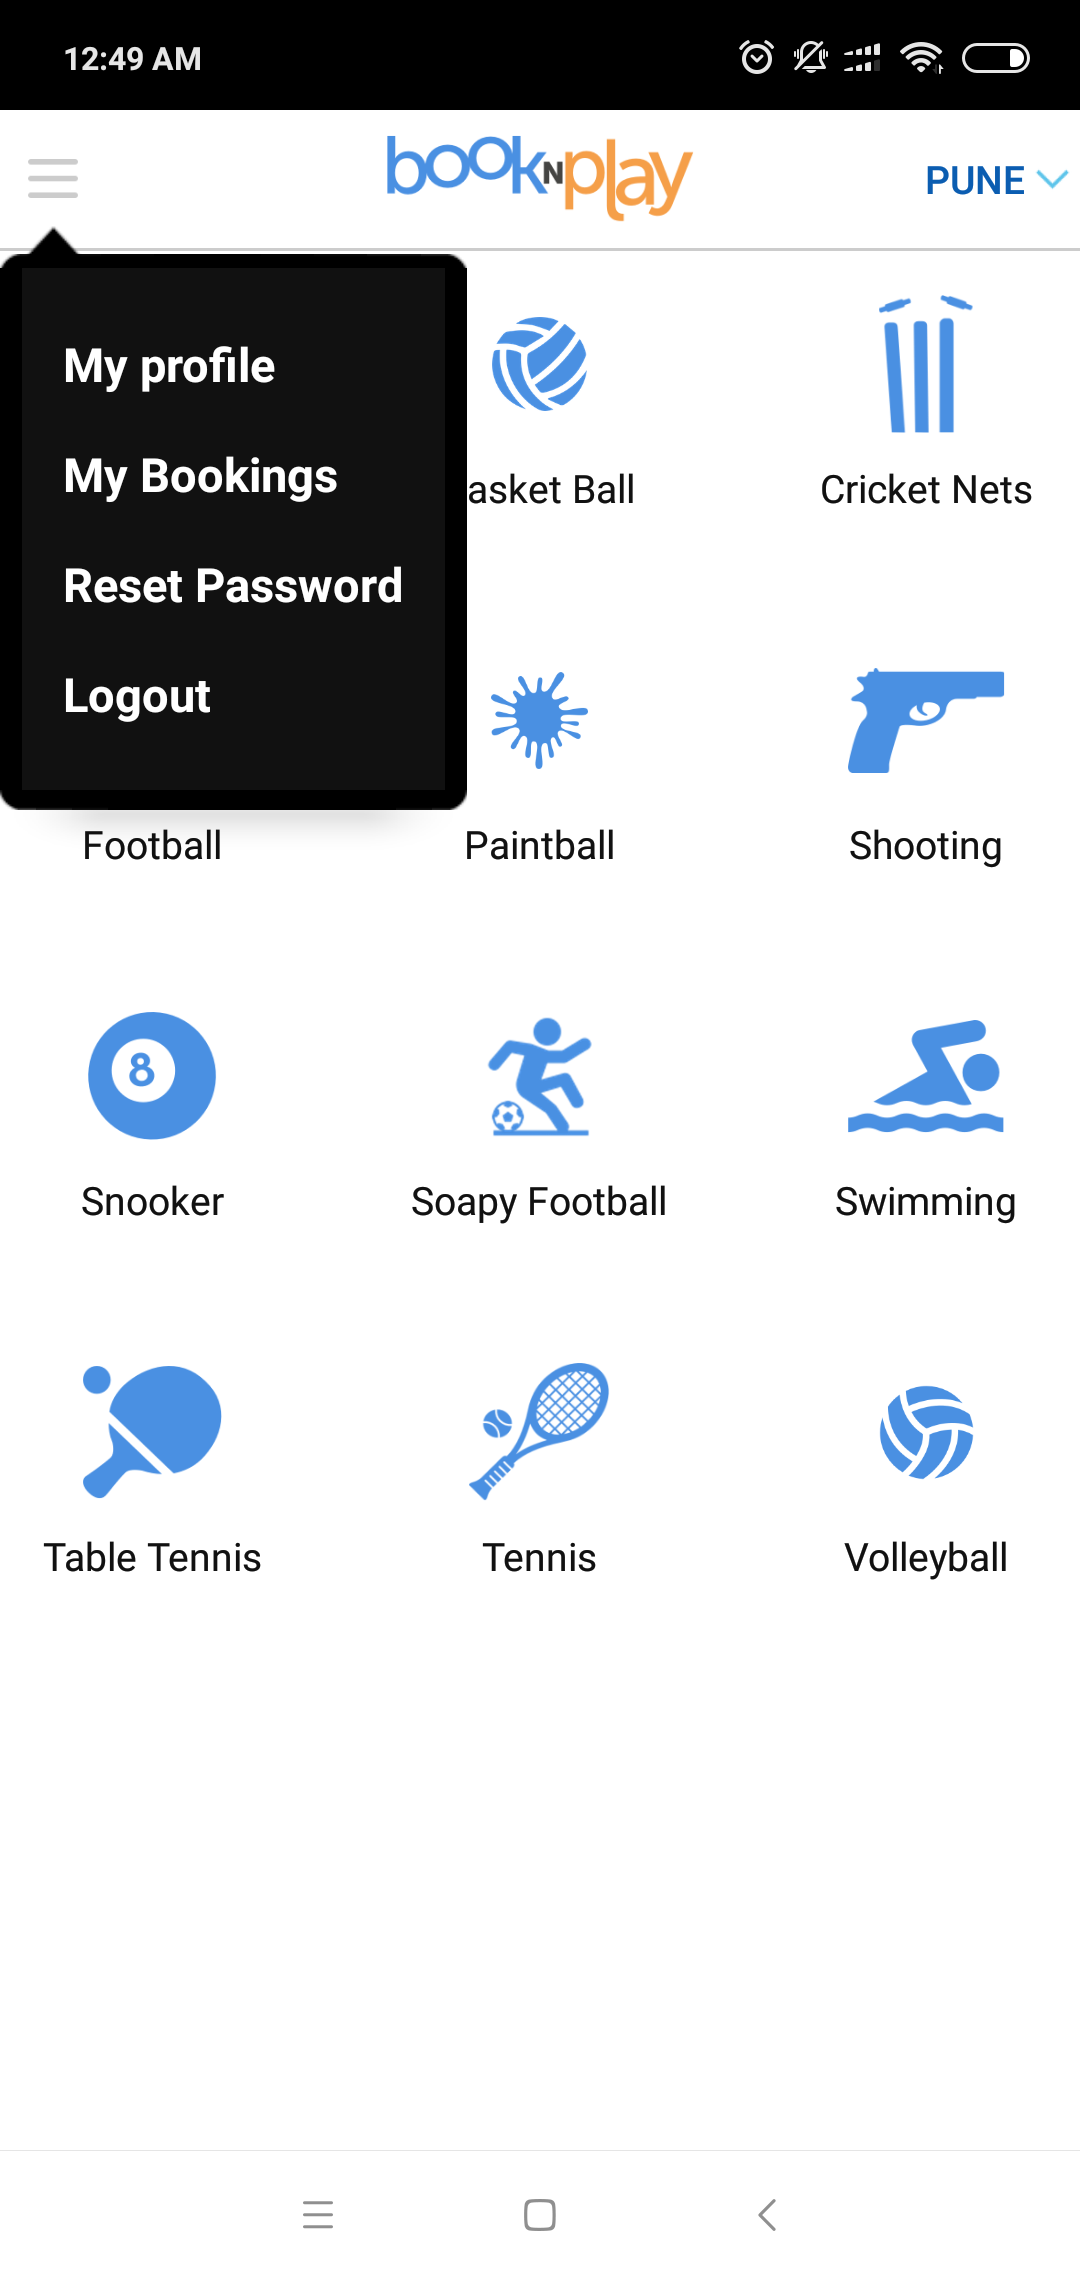 12:49 AM
bookNplay
PUNE
My profile
My Bookings
Reset Password
Logout
asket Ball
Cricket Nets
Football
Paintball
Shooting
8
Snooker
Soapy Football
Swimming
Table Tennis
Tennis
Volleyball